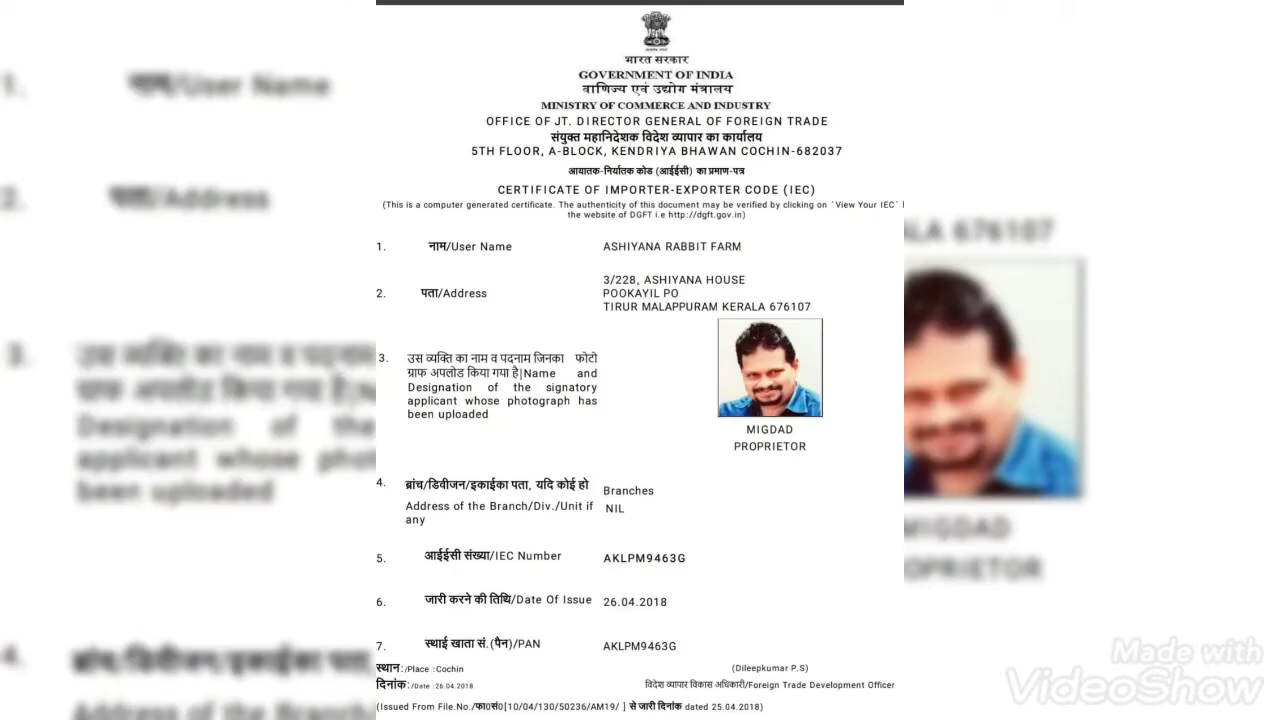 भारत सरकार
GOVERNMENT OF INDIA
वाणिज्य एवं उद्योग मंत्रालय
MINISTRY OF COMMERCE AND INDUSTRY
OFFICE OF JT. DIRECTOR GENERAL OF FOREIGN TRADE
संयुक्त महानिदेशक विदेश व्यापार का कार्यालय
5TH FLOOR, A-BLOCK, KENDRIYA BHAWAN COCHIN-682037
आयातक-निर्यातक कोड (आईईसी) का प्रमाण-पत्र
CERTIFICATE OF IMPORTER-EXPORTER CODE (IEC)
(This is a computer generated certificate. The authenticity of this document may be verified by clicking on `View Your IEC`
the website of DGFT i.e http://dgft.gov.in)
1. नाम/User Name ASHIYANA RABBIT FARM
3/228, ASHIYANA HOUSE
2. पता/Address POOKAYIL PO
TIRUR MALAPPURAM KERALA 676107
3. उस व्यक्ति का नाम व पदनाम जिनका फोटो
ग्राफ अपलोड किया गया है|Name and
Designation of the signatory
applicant whose photograph has
been uploaded
MIGDAD
PROPRIETOR
4. ब्रांच/डिवीजन/इकाईका पता, यदि कोई हो Branches
Address of the Branch/Div./Unit if NIL
any
5. आईईसी संख्या/IEC Number AKLPM9463G
6. जारी करने की तिथि/Date Of Issue 26.04.2018
7. स्थाई खाता सं.(पैन)/PAN AKLPM9463G
स्थान:/Place :Cochin (Dileepkumar P.S)
दिनांक:/Date :26.04.2018 विदेश व्यापार विकास अधिकारी/Foreign Trade Development Officer
(Issued From File.No./फा0सं0[10/04/130/50236/AM19/ ] से जारी दिनांक dated 25.04.2018)
Made with
VideoShow